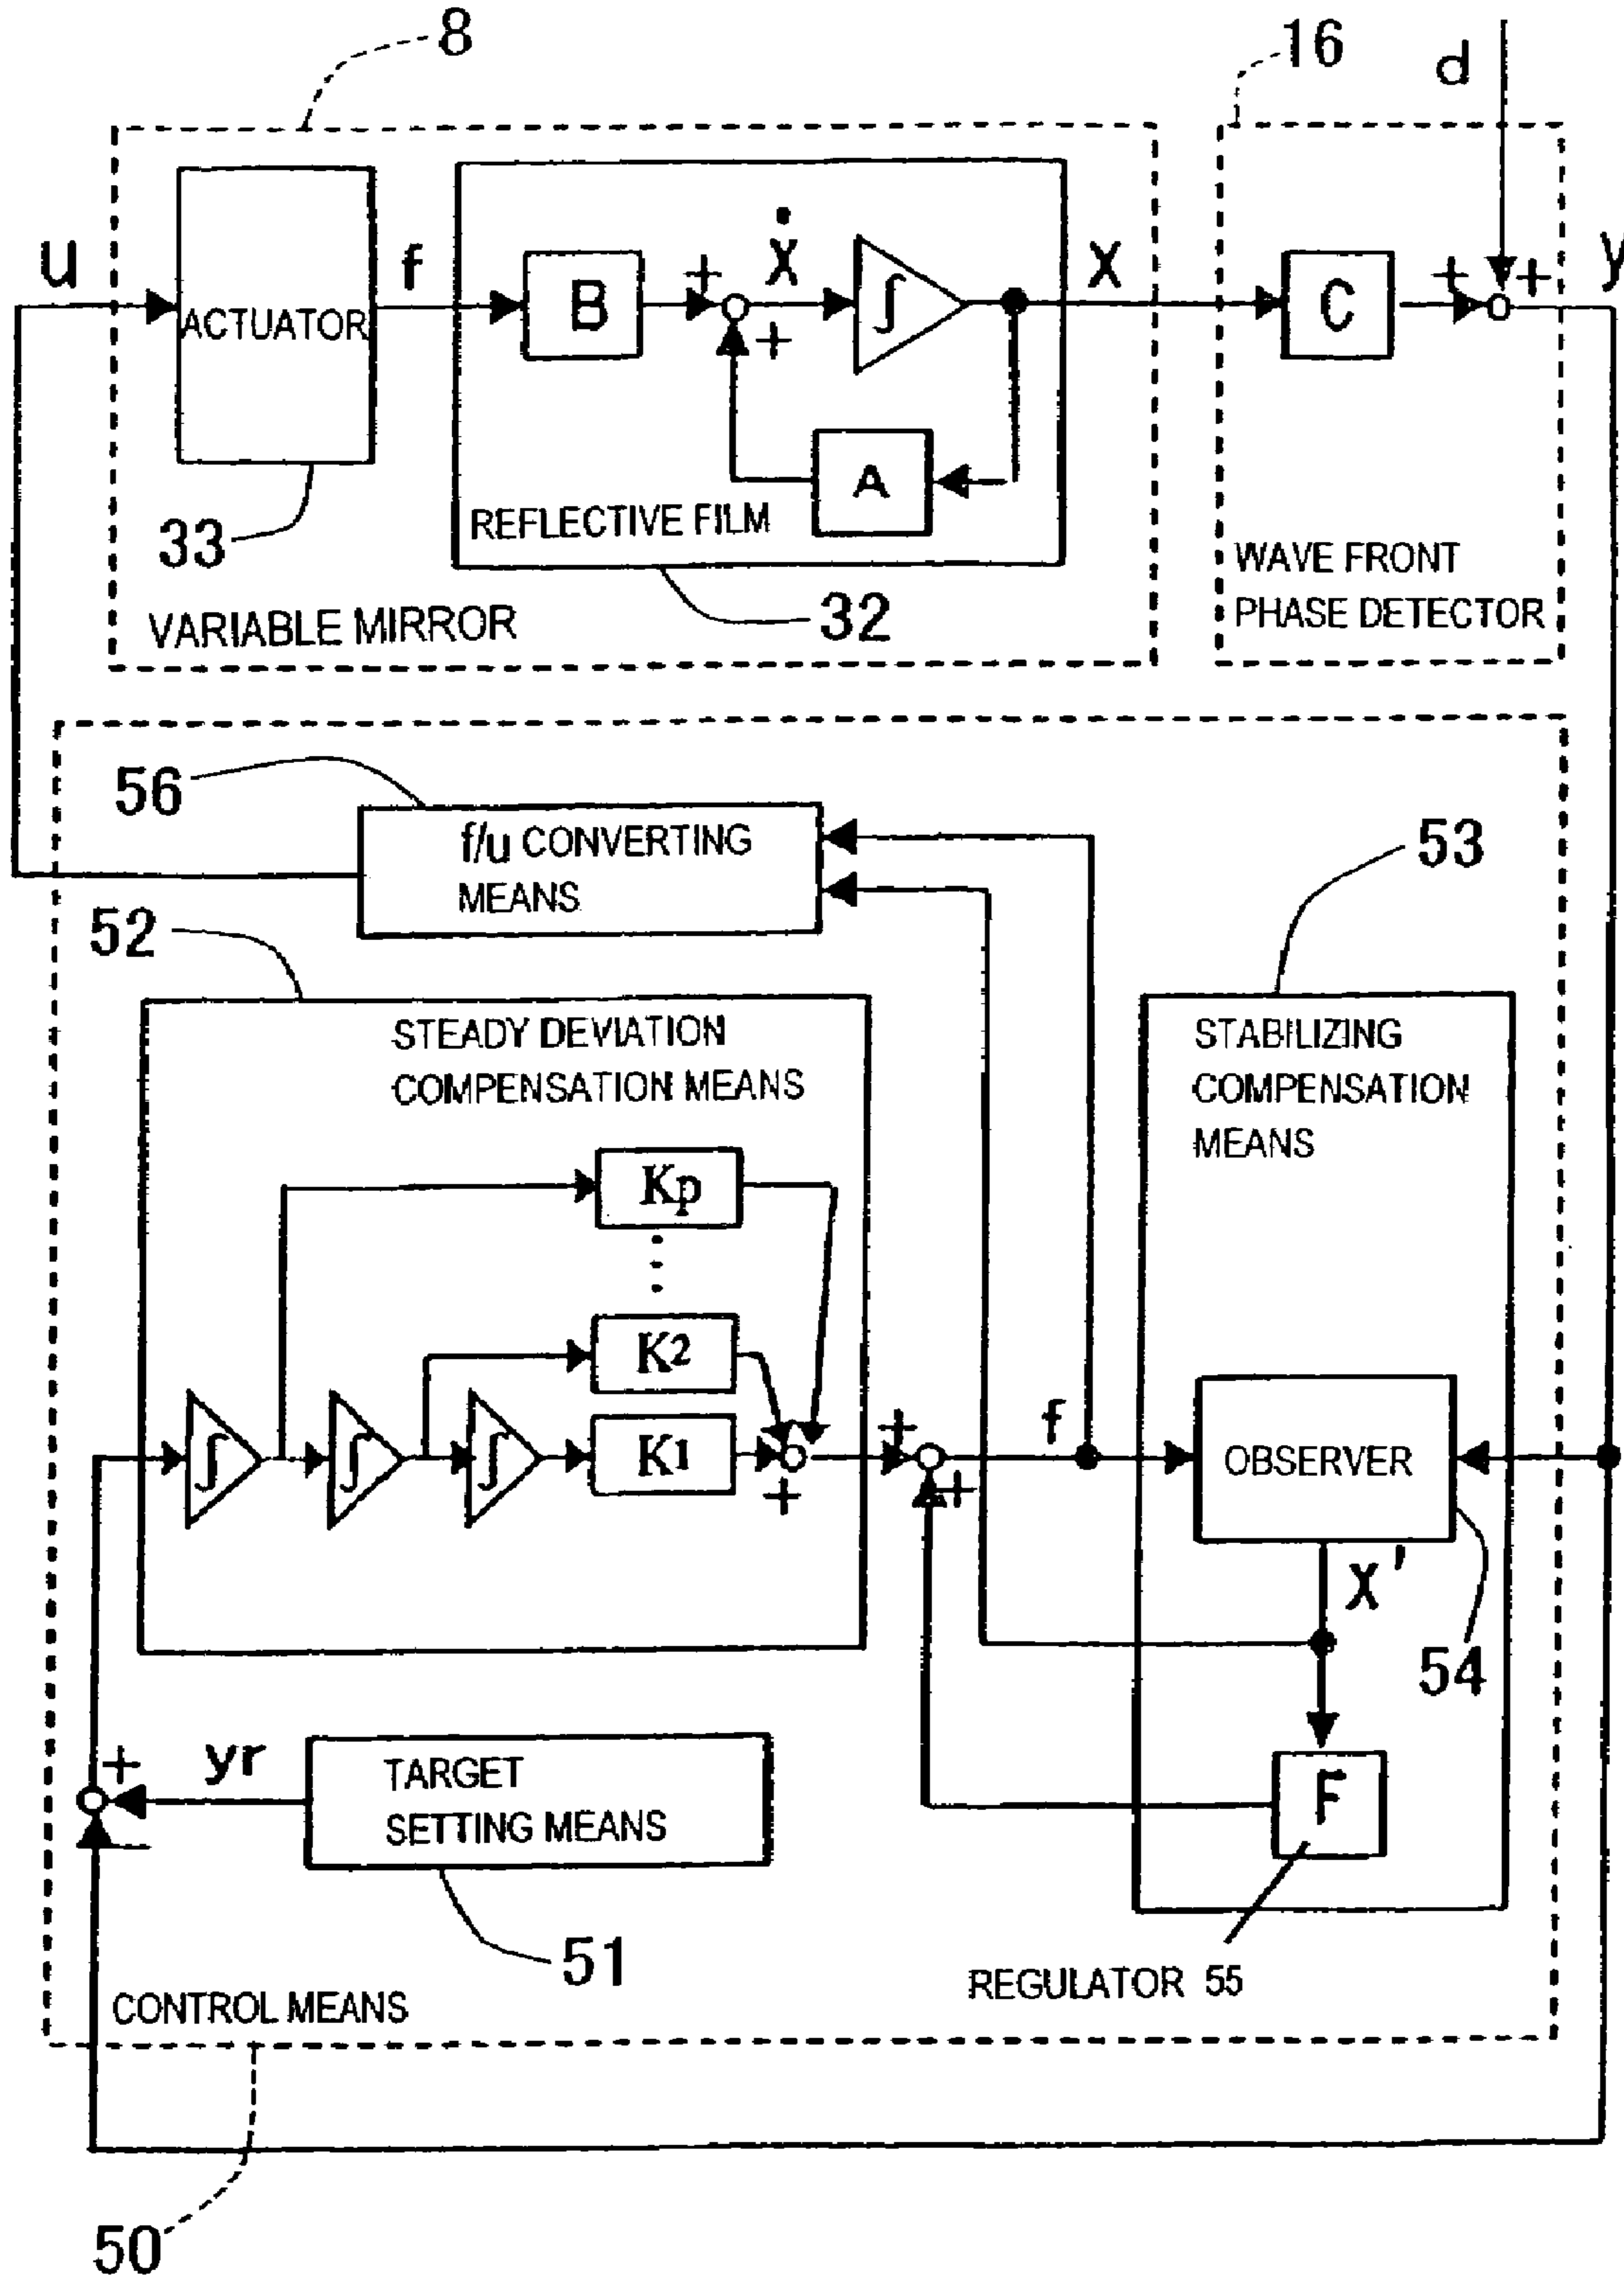 8
16
d
u
ACTUATOR
f
B
+
ẋ
+
∫
x
C
+
+
y
A
REFLECTIVE FILM
33
32
VARIABLE MIRROR
WAVE FRONT
PHASE DETECTOR
56
f/u CONVERTING
MEANS
53
52
STEADY DEVIATION
COMPENSATION MEANS
STABILIZING
COMPENSATION
MEANS
Kp
K2
∫
∫
∫
K1
+
+
+
f
OBSERVER
x'
54
+
yr
TARGET
SETTING MEANS
−
F
51
REGULATOR 55
CONTROL MEANS
50